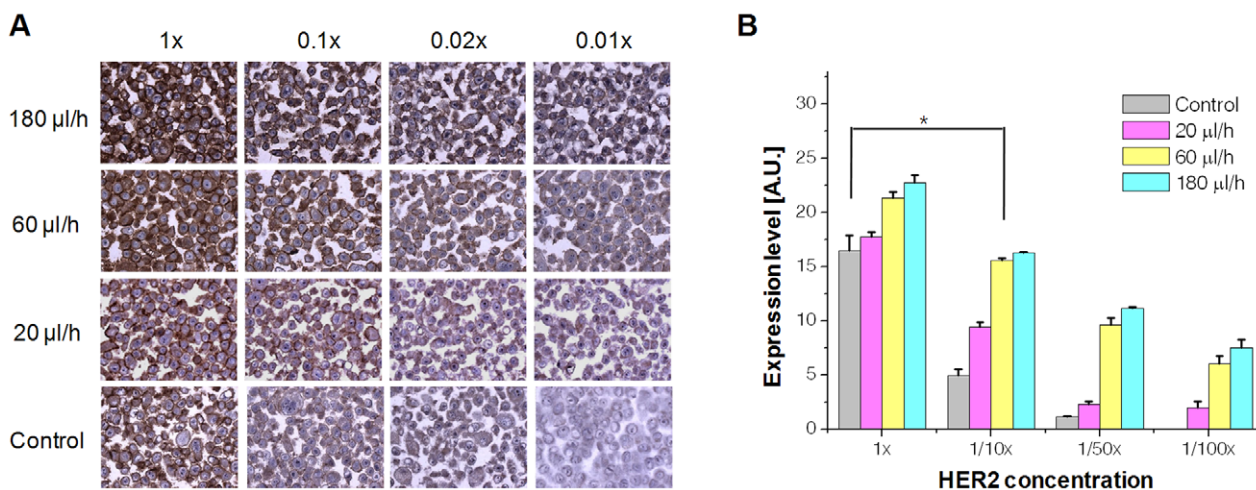 A
1x 0.1x 0.02x 0.01x
180 µl/h
60 µl/h
20 µl/h
Control
B
Expression level [A.U.]
30
25
20
15
10
5
0
*
Control
20 µl/h
60 µl/h
180 µl/h
1x 1/10x 1/50x 1/100x
HER2 concentration